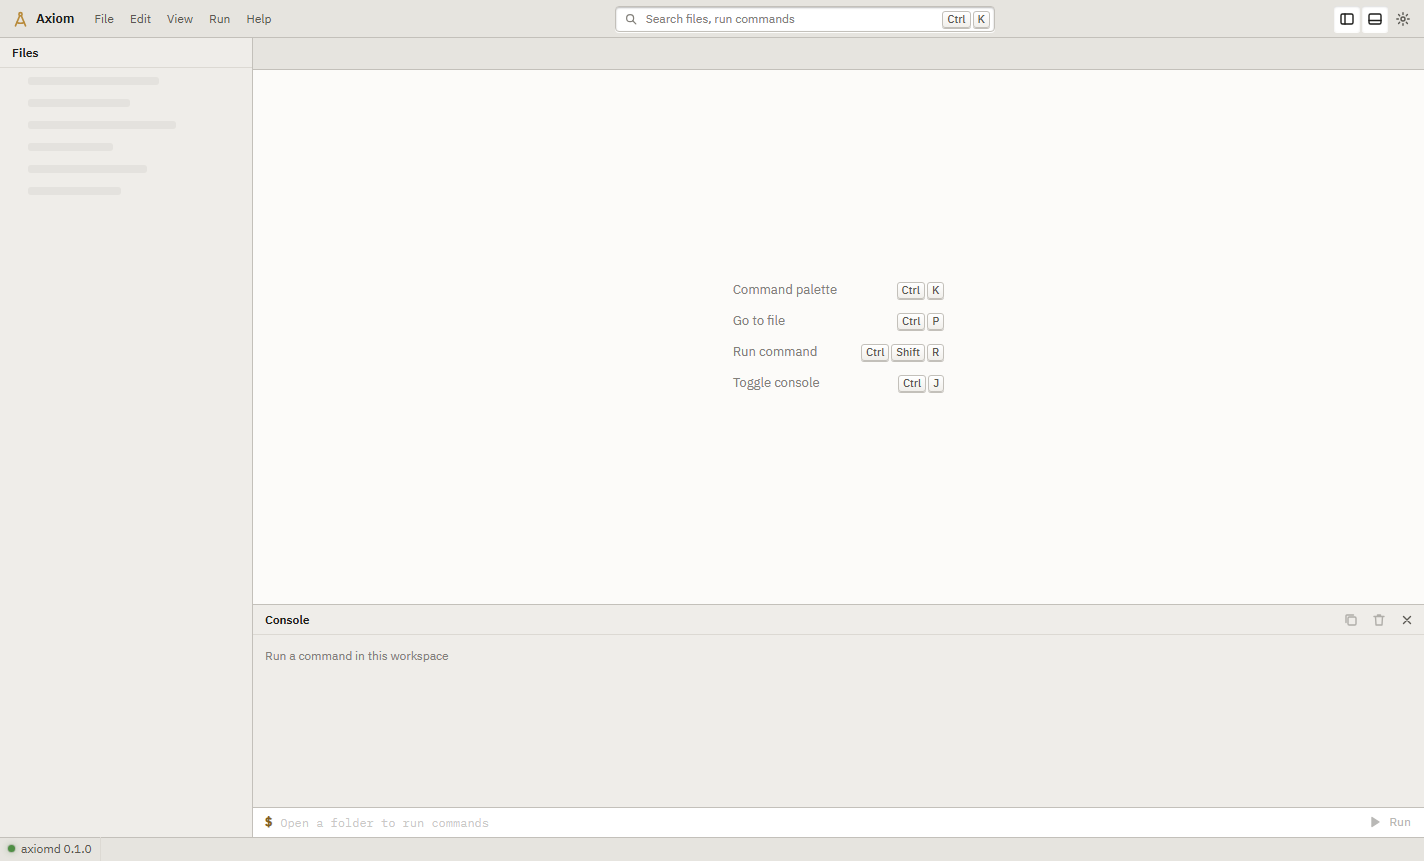 Axiom File Edit View Run Help Search files, run commands Ctrl K
Files
Command palette Ctrl K
Go to file Ctrl P
Run command Ctrl Shift R
Toggle console Ctrl J
Console
Run a command in this workspace
$ Open a folder to run commands Run
axiomd 0.1.0